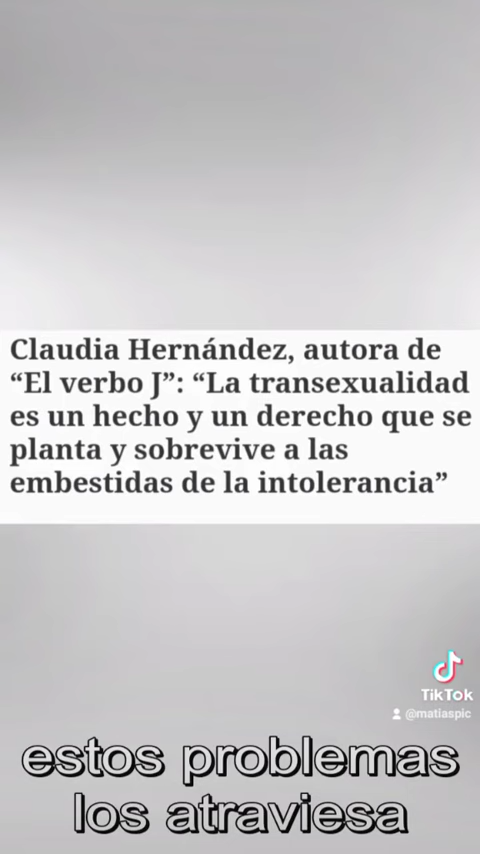 Claudia Hernández, autora de
“El verbo J”: “La transexualidad
es un hecho y un derecho que se
planta y sobrevive a las
embestidas de la intolerancia”
TikTok
@matiaspic
estos problemas
los atraviesa